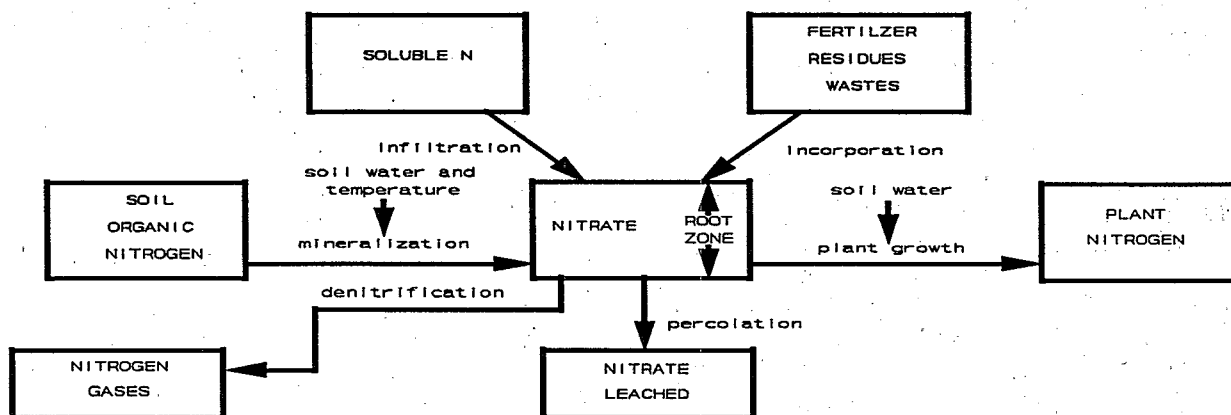 SOLUBLE N
FERTILZER
RESIDUES
WASTES
infiltration
incorporation
soil water and
temperature
soil water
SOIL
ORGANIC
NITROGEN
mineralization
NITRATE
ROOT
ZONE
plant growth
PLANT
NITROGEN
denitrification
percolation
NITROGEN
GASES
NITRATE
LEACHED